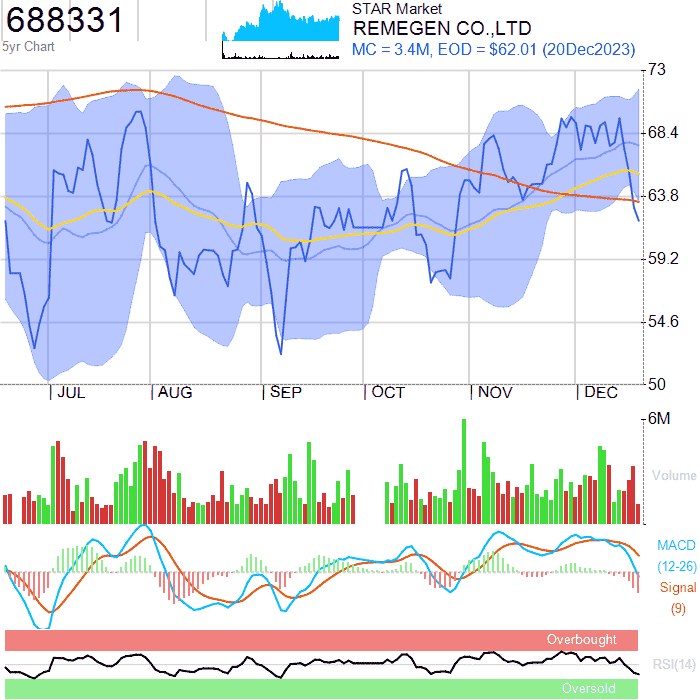 688331
5yr Chart
STAR Market
REMEGEN CO.,LTD
MC = 3.4M, EOD = $62.01 (20Dec2023)
73
68.4
63.8
59.2
54.6
50
JUL AUG SEP OCT NOV DEC
6M
Volume
MACD
(12-26)
Signal
(9)
Overbought
RSI(14)
Oversold